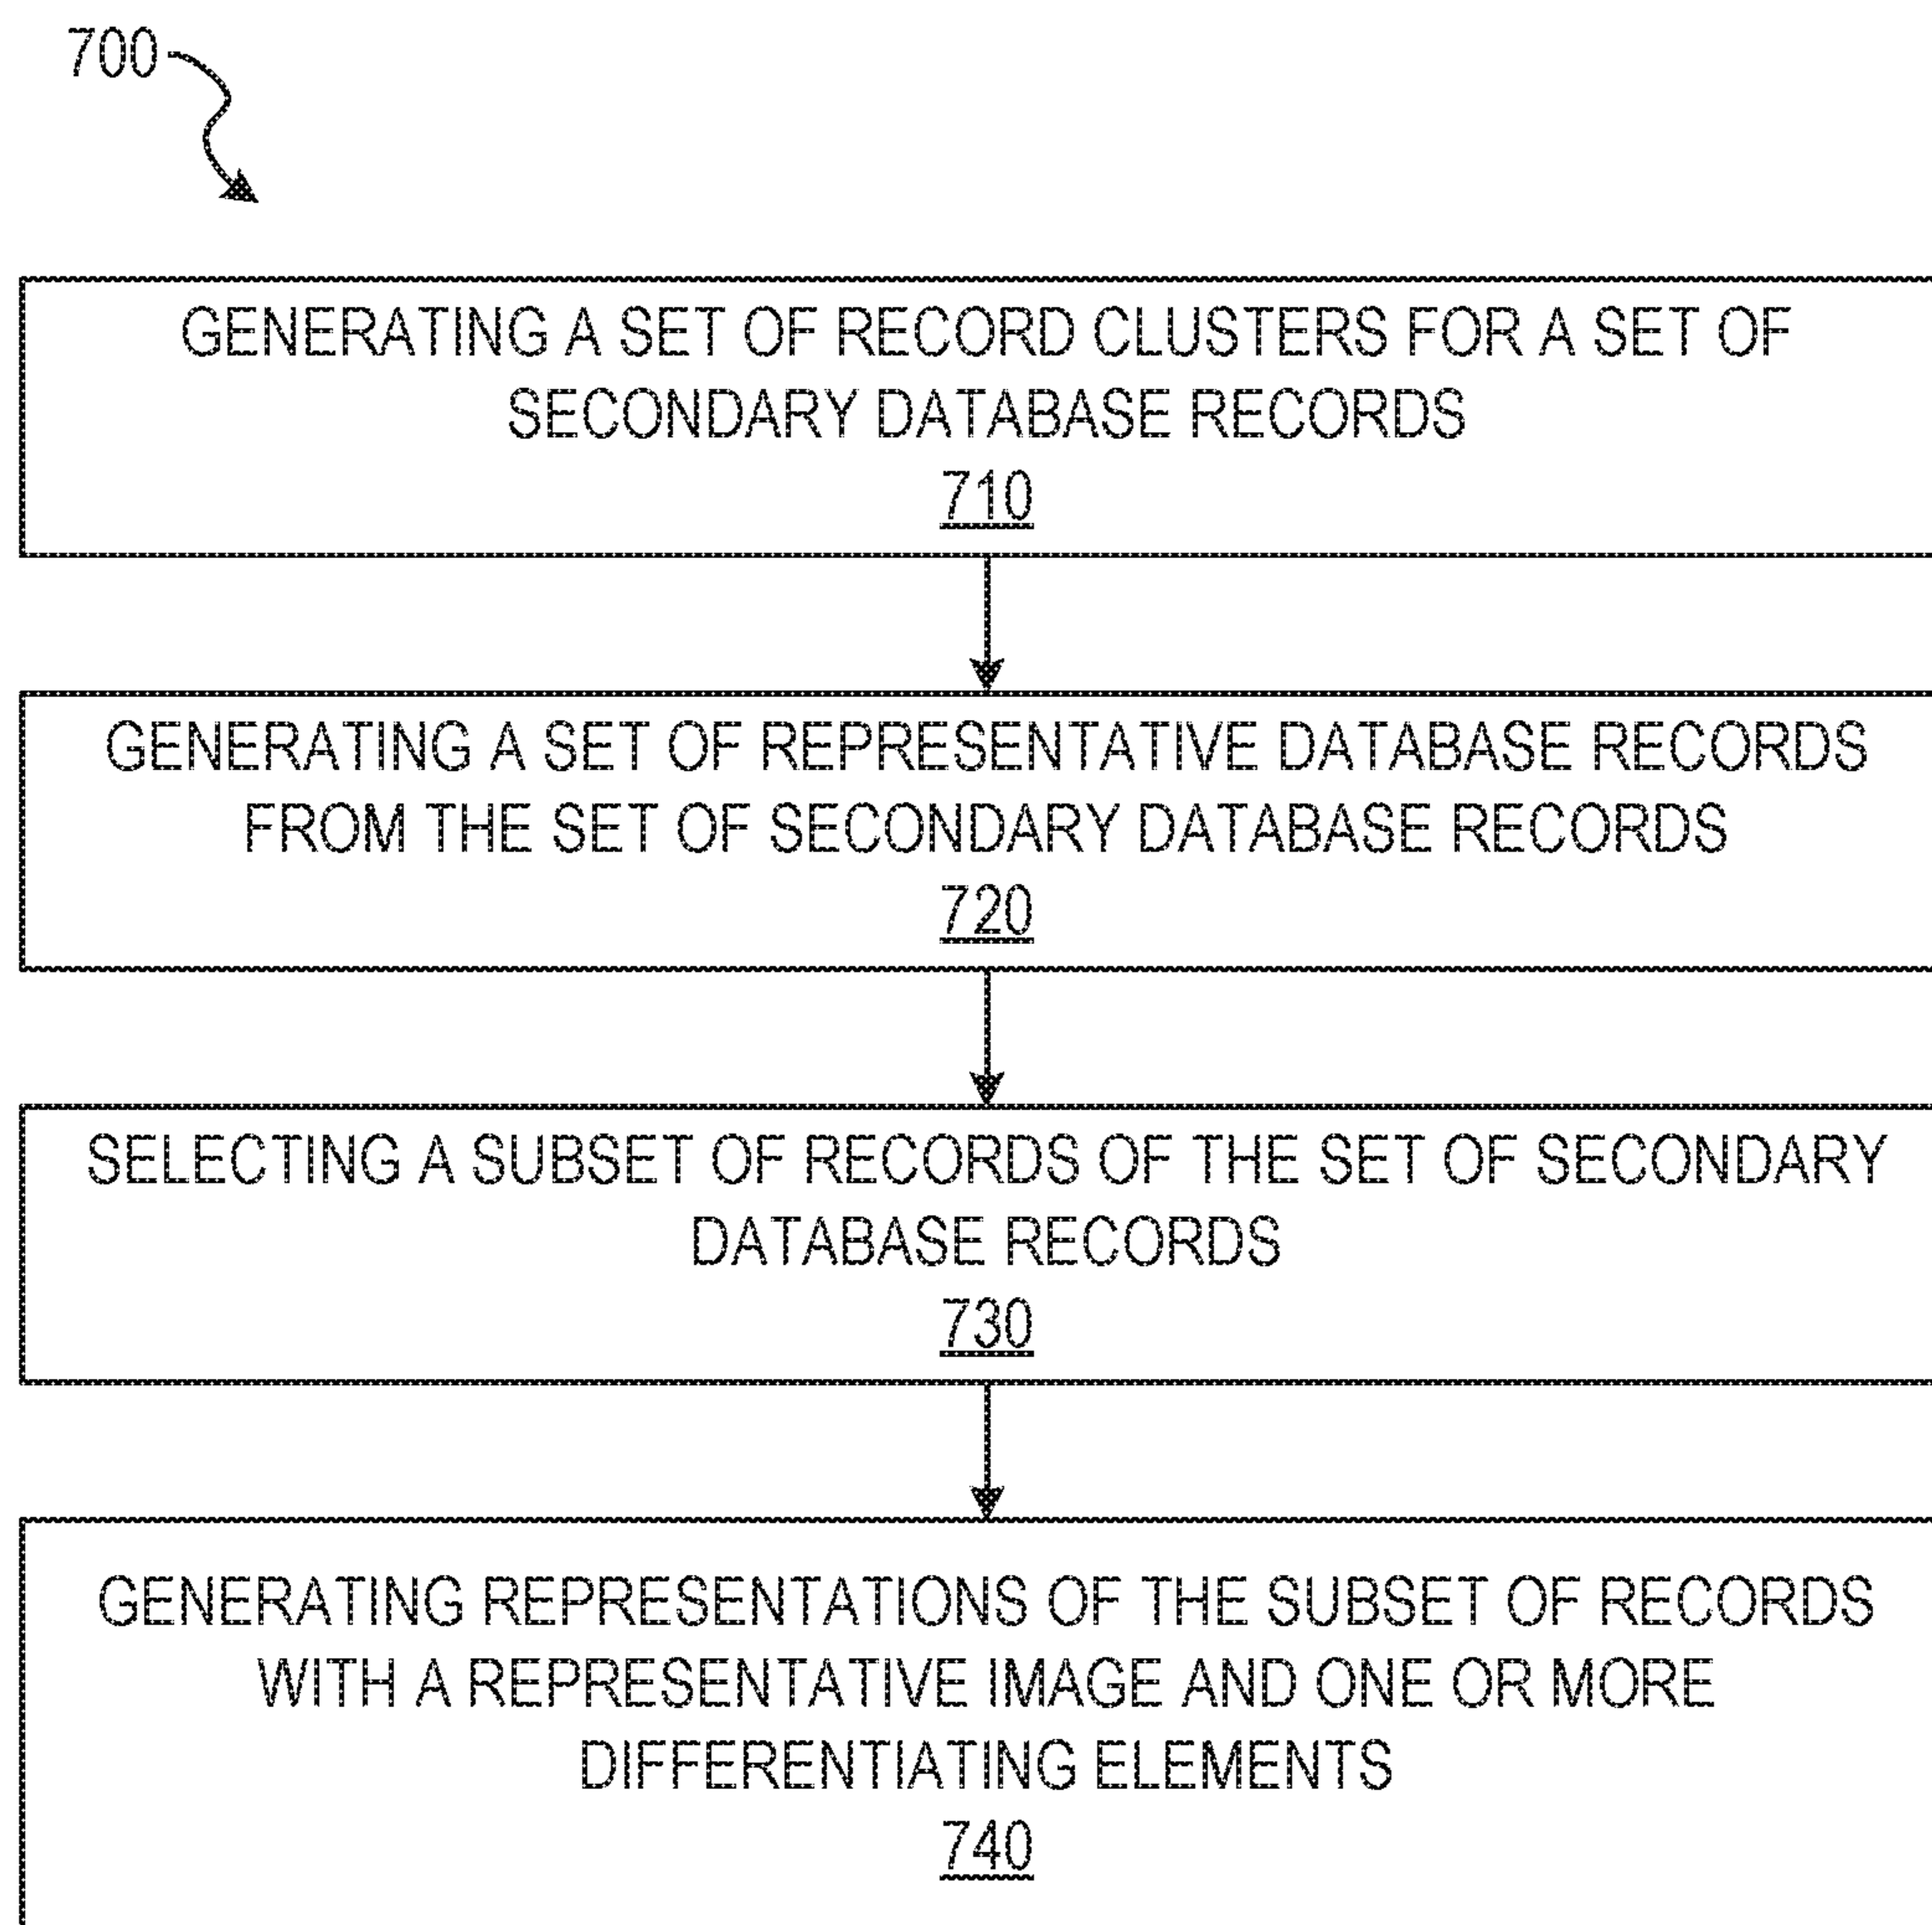 700
GENERATING A SET OF RECORD CLUSTERS FOR A SET OF
SECONDARY DATABASE RECORDS
710
GENERATING A SET OF REPRESENTATIVE DATABASE RECORDS
FROM THE SET OF SECONDARY DATABASE RECORDS
720
SELECTING A SUBSET OF RECORDS OF THE SET OF SECONDARY
DATABASE RECORDS
730
GENERATING REPRESENTATIONS OF THE SUBSET OF RECORDS
WITH A REPRESENTATIVE IMAGE AND ONE OR MORE
DIFFERENTIATING ELEMENTS
740